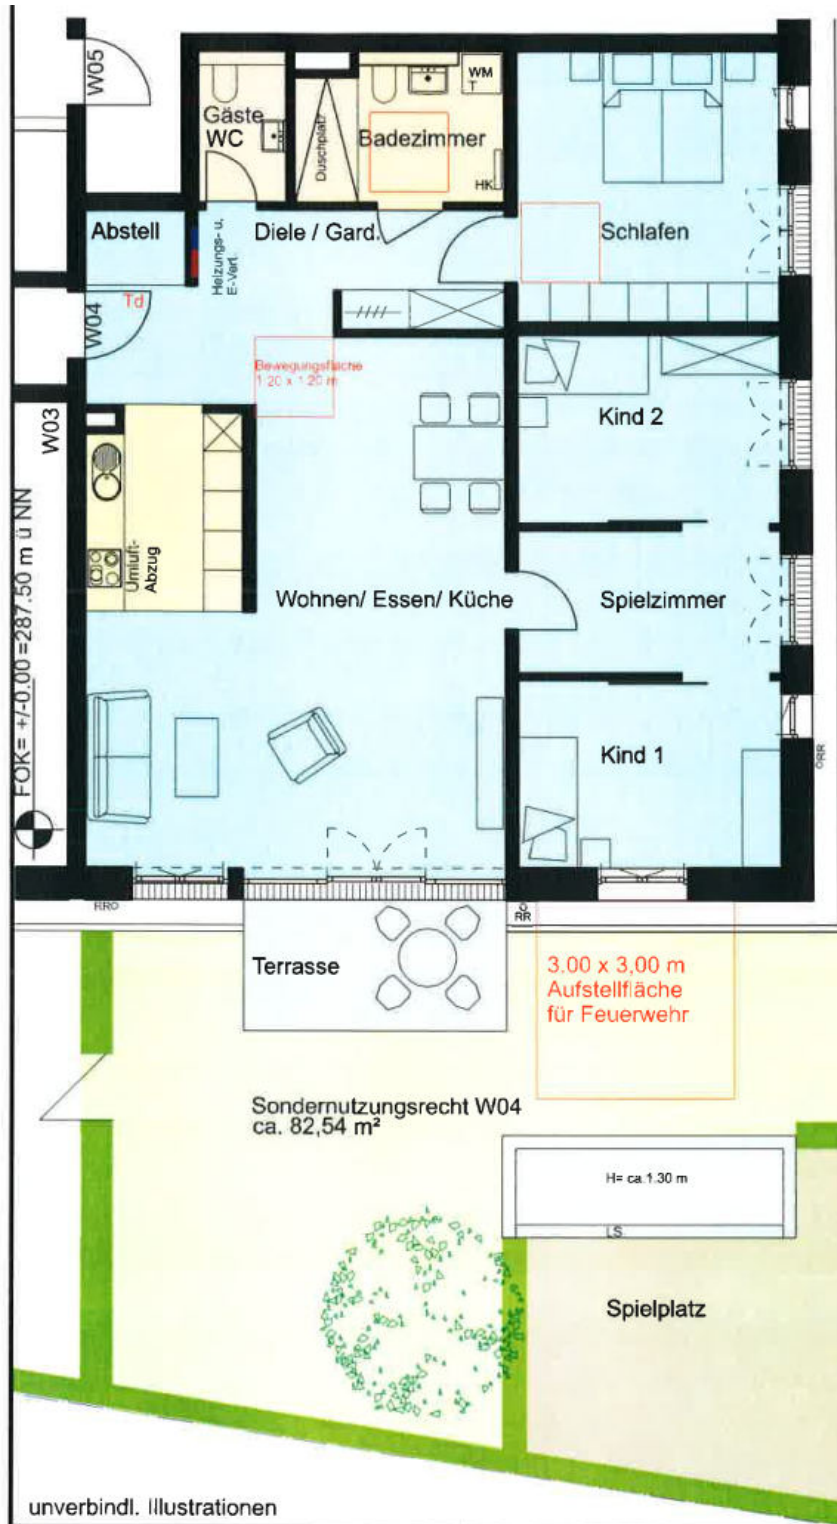 W05
Gäste
WC
Duschplatz
Badezimmer
WM
T
HK
Abstell
Diele / Gard.
Heizungs- u.
E-Vert.
Schlafen
Td
W04
Bewegungsfläche
1.20 x 1.20 m
W03
Kind 2
FOK= +/-0.00 =287.50 m ü NN
Umluft-
Abzug
Wohnen/ Essen/ Küche
Spielzimmer
Kind 1
RR
RR
RR
Terrasse
3.00 x 3,00 m
Aufstellfläche
für Feuerwehr
Sondernutzungsrecht W04
ca. 82,54 m²
H= ca.1.30 m
LS
Spielplatz
unverbindl. Illustrationen